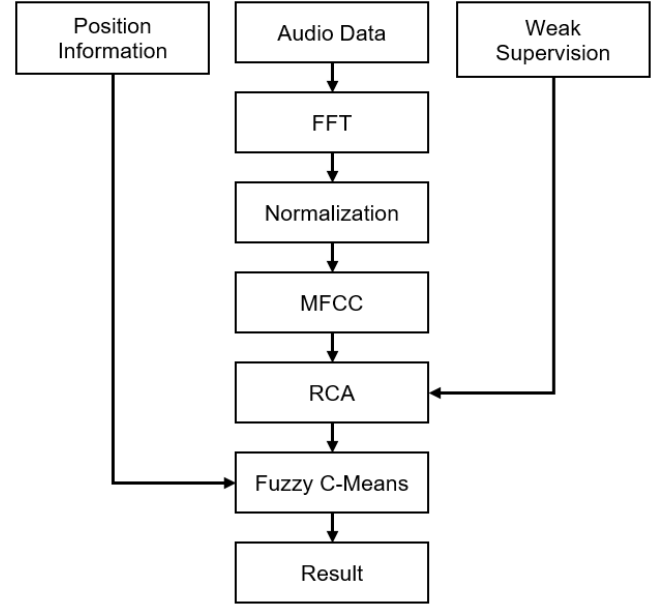 Position
Information
Audio Data
Weak
Supervision
FFT
Normalization
MFCC
RCA
Fuzzy C-Means
Result